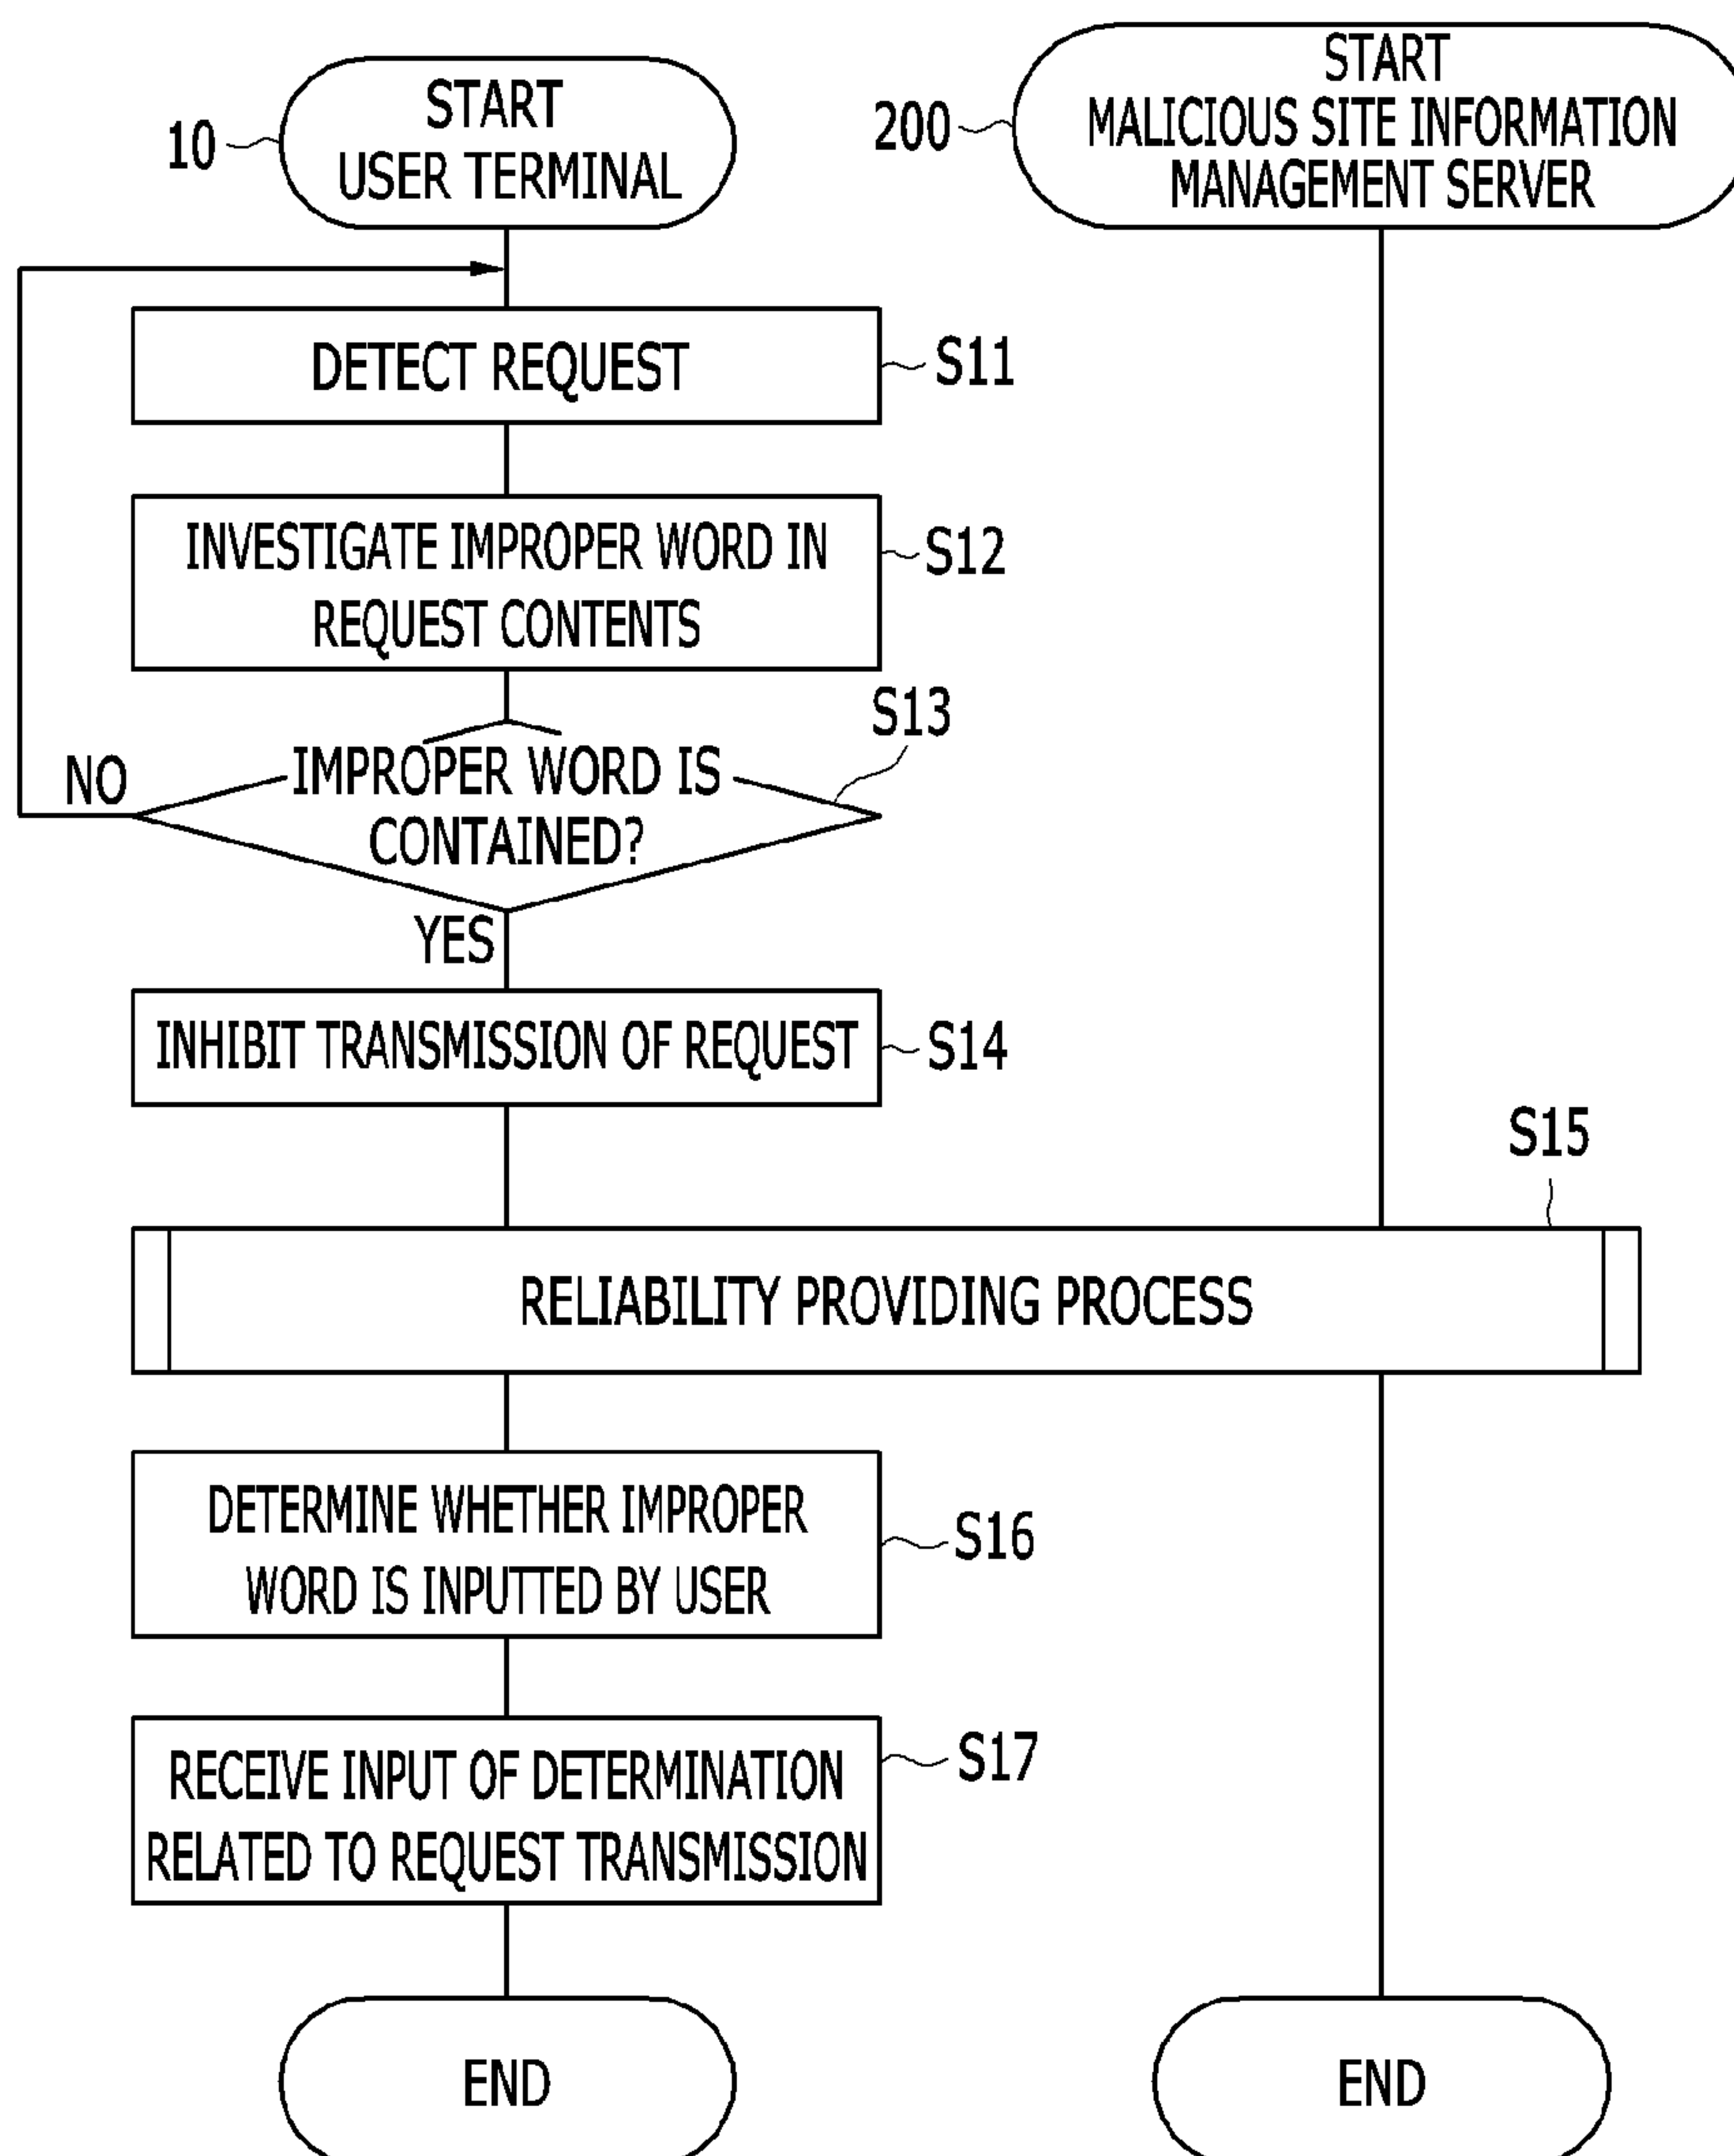 START
USER TERMINAL
10
START
MALICIOUS SITE INFORMATION
MANAGEMENT SERVER
200
DETECT REQUEST
S11
INVESTIGATE IMPROPER WORD IN
REQUEST CONTENTS
S12
S13
IMPROPER WORD IS
CONTAINED?
NO
YES
INHIBIT TRANSMISSION OF REQUEST
S14
S15
RELIABILITY PROVIDING PROCESS
DETERMINE WHETHER IMPROPER
WORD IS INPUTTED BY USER
S16
RECEIVE INPUT OF DETERMINATION
RELATED TO REQUEST TRANSMISSION
S17
END
END